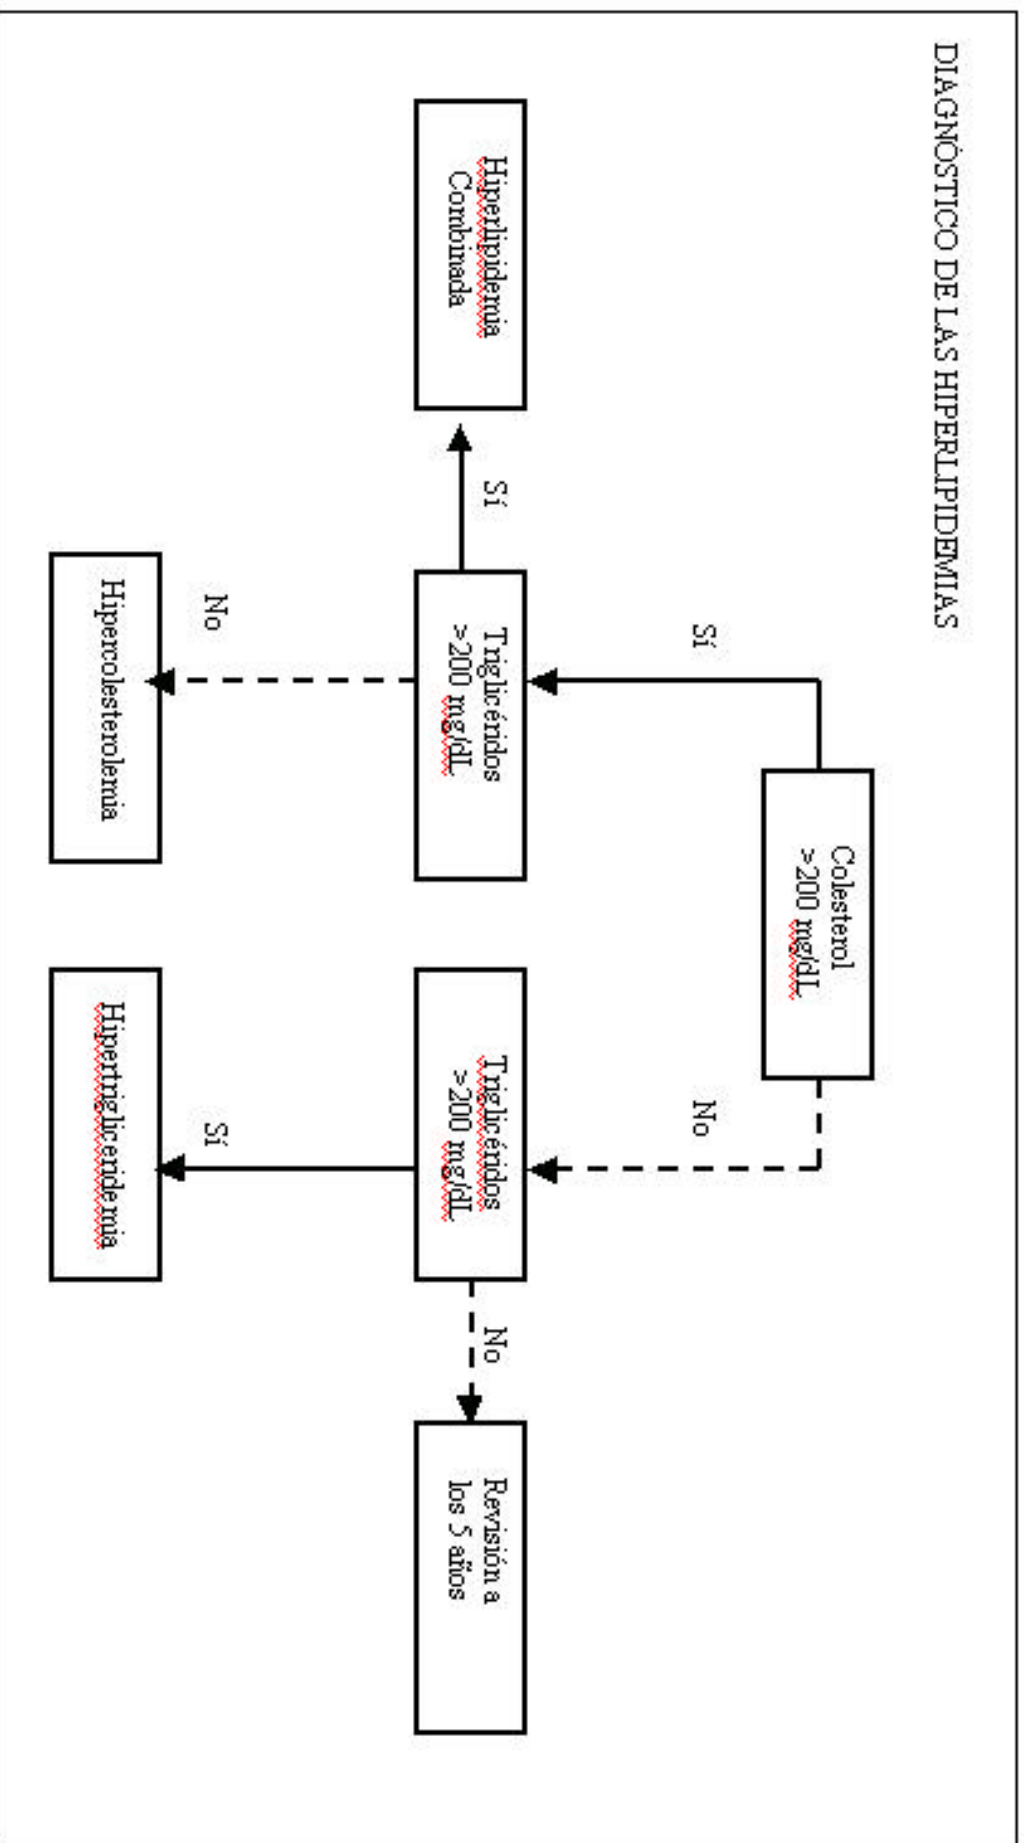 DIAGNÓSTICO DE LAS HIPERLIPIDEMIAS
Colesterol
>200 mg/dL
Sí
No
Hiperlipidemia
Combinada
Sí
Triglicéridos
>200 mg/dL
Triglicéridos
>200 mg/dL
No
Revisión a
los 5 años
No
Sí
Hipercolesterolemia
Hipertrigliceridemia